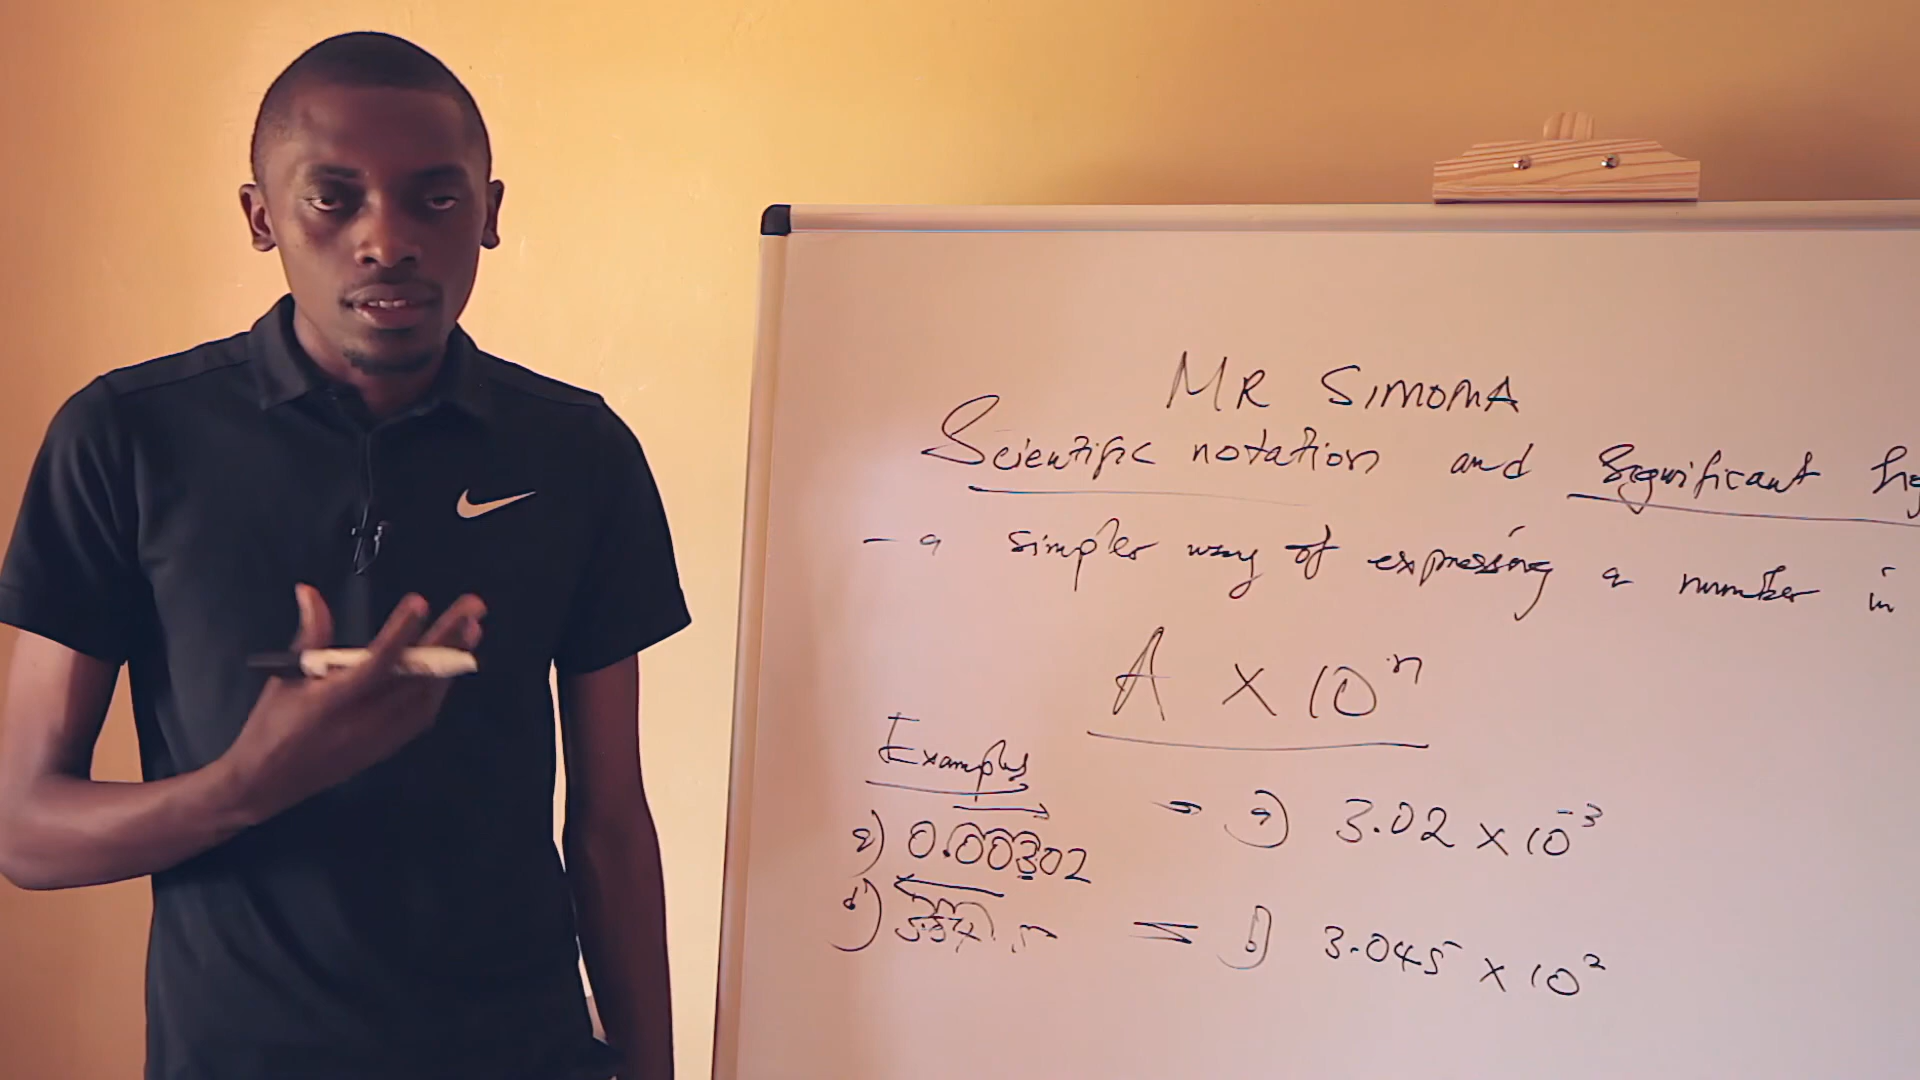 MR SIMOMA
Scientific notation and Significant
- a simpler way of expressing a number in
A × 10ⁿ
Examples
a) 0.00302 = a) 3.02 × 10⁻³
b) = b) 3.045 × 10²